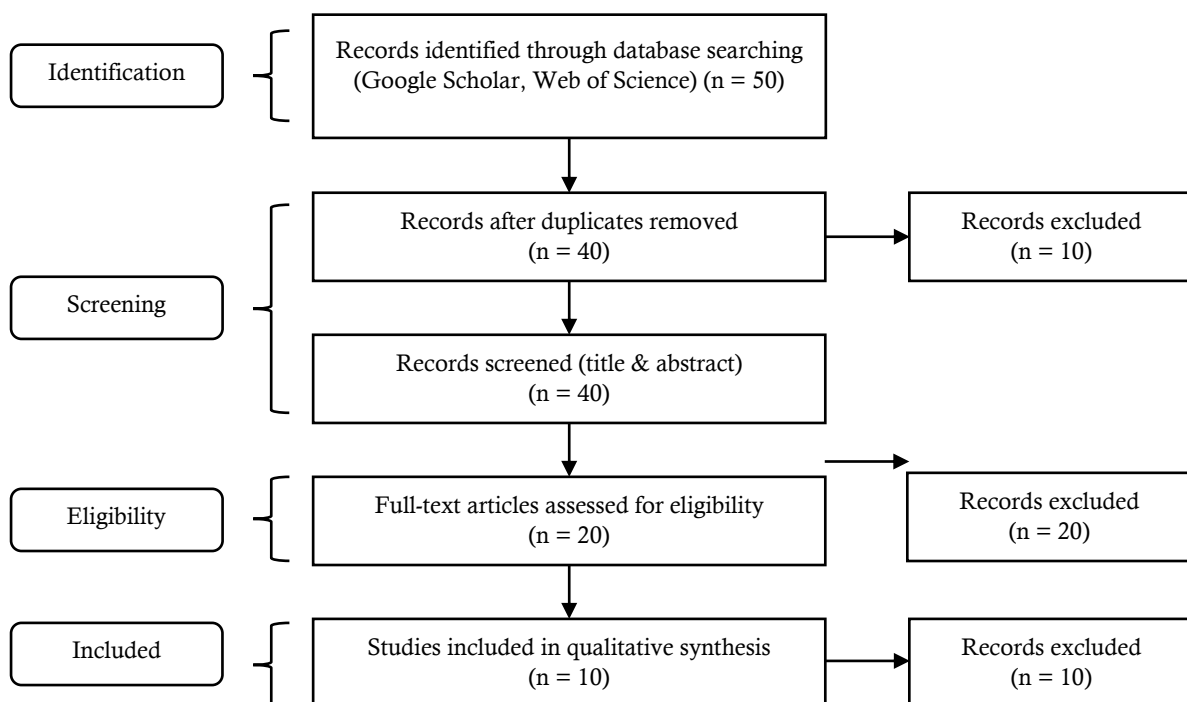 Identification
Records identified through database searching
(Google Scholar, Web of Science) (n = 50)
Records after duplicates removed
(n = 40)
Records excluded
(n = 10)
Screening
Records screened (title & abstract)
(n = 40)
Eligibility
Full-text articles assessed for eligibility
(n = 20)
Records excluded
(n = 20)
Included
Studies included in qualitative synthesis
(n = 10)
Records excluded
(n = 10)